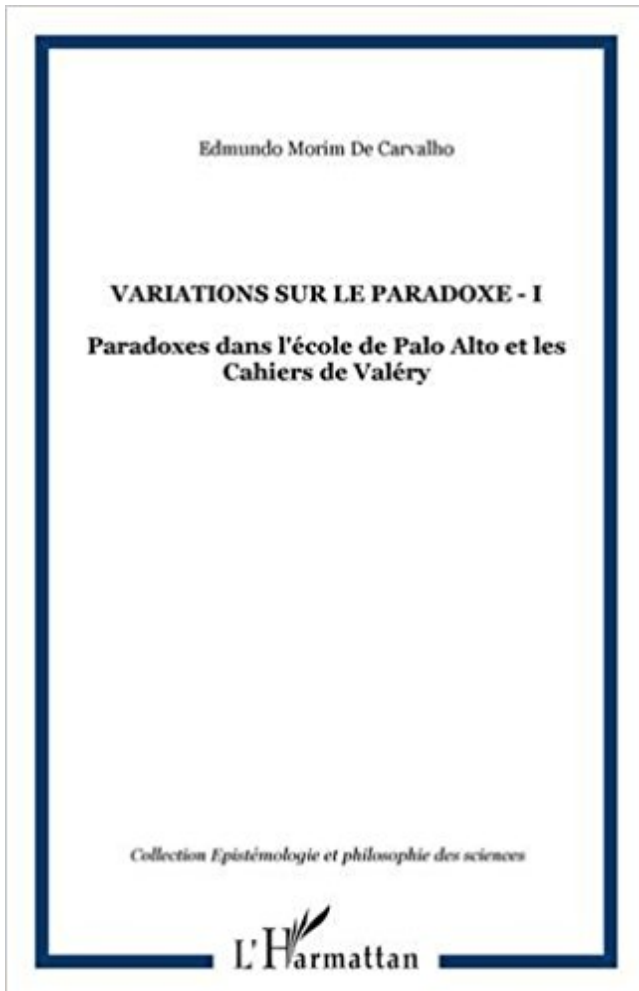 Edmundo Morim De Carvalho
VARIATIONS SUR LE PARADOXE - I
Paradoxes dans l'école de Palo Alto et les
Cahiers de Valéry
Collection Epistémologie et philosophie des sciences
L'Harmattan